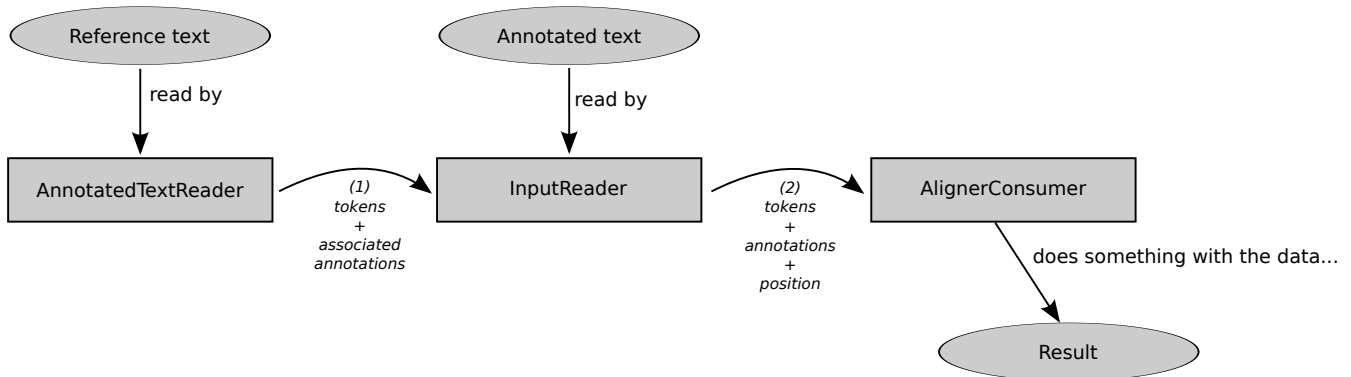 Reference text
Annotated text
read by
read by
AnnotatedTextReader
InputReader
AlignerConsumer
(1)
tokens
+
associated
annotations
(2)
tokens
+
annotations
+
position
does something with the data...
Result